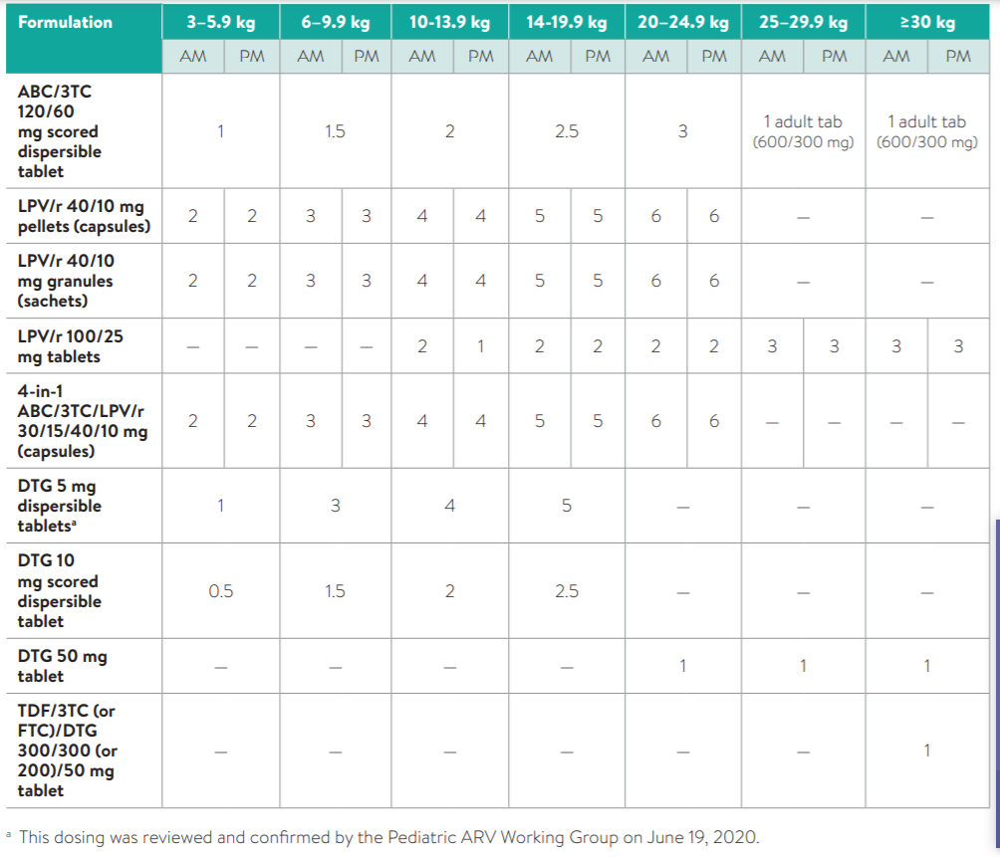 Formulation 3–5.9 kg 6–9.9 kg 10-13.9 kg 14-19.9 kg 20–24.9 kg 25–29.9 kg ≥30 kg
AM PM AM PM AM PM AM PM AM PM AM PM AM PM
ABC/3TC
120/60
mg scored
dispersible
tablet
1 1.5 2 2.5 3 1 adult tab 1 adult tab
(600/300 mg) (600/300 mg)
LPV/r 40/10 mg
pellets (capsules)
2 2 3 3 4 4 5 5 6 6 — —
LPV/r 40/10
mg granules
(sachets)
2 2 3 3 4 4 5 5 6 6 — —
LPV/r 100/25
mg tablets
— — — — 2 1 2 2 2 2 3 3 3 3
4-in-1
ABC/3TC/LPV/r
30/15/40/10 mg
(capsules)
2 2 3 3 4 4 5 5 6 6 — — — —
DTG 5 mg
dispersible
tabletsᵃ
1 3 4 5 — — —
DTG 10
mg scored
dispersible
tablet
0.5 1.5 2 2.5 — — —
DTG 50 mg
tablet
— — — — 1 1 1
TDF/3TC (or
FTC)/DTG
300/300 (or
200)/50 mg
tablet
— — — — — — 1
ᵃ This dosing was reviewed and confirmed by the Pediatric ARV Working Group on June 19, 2020.